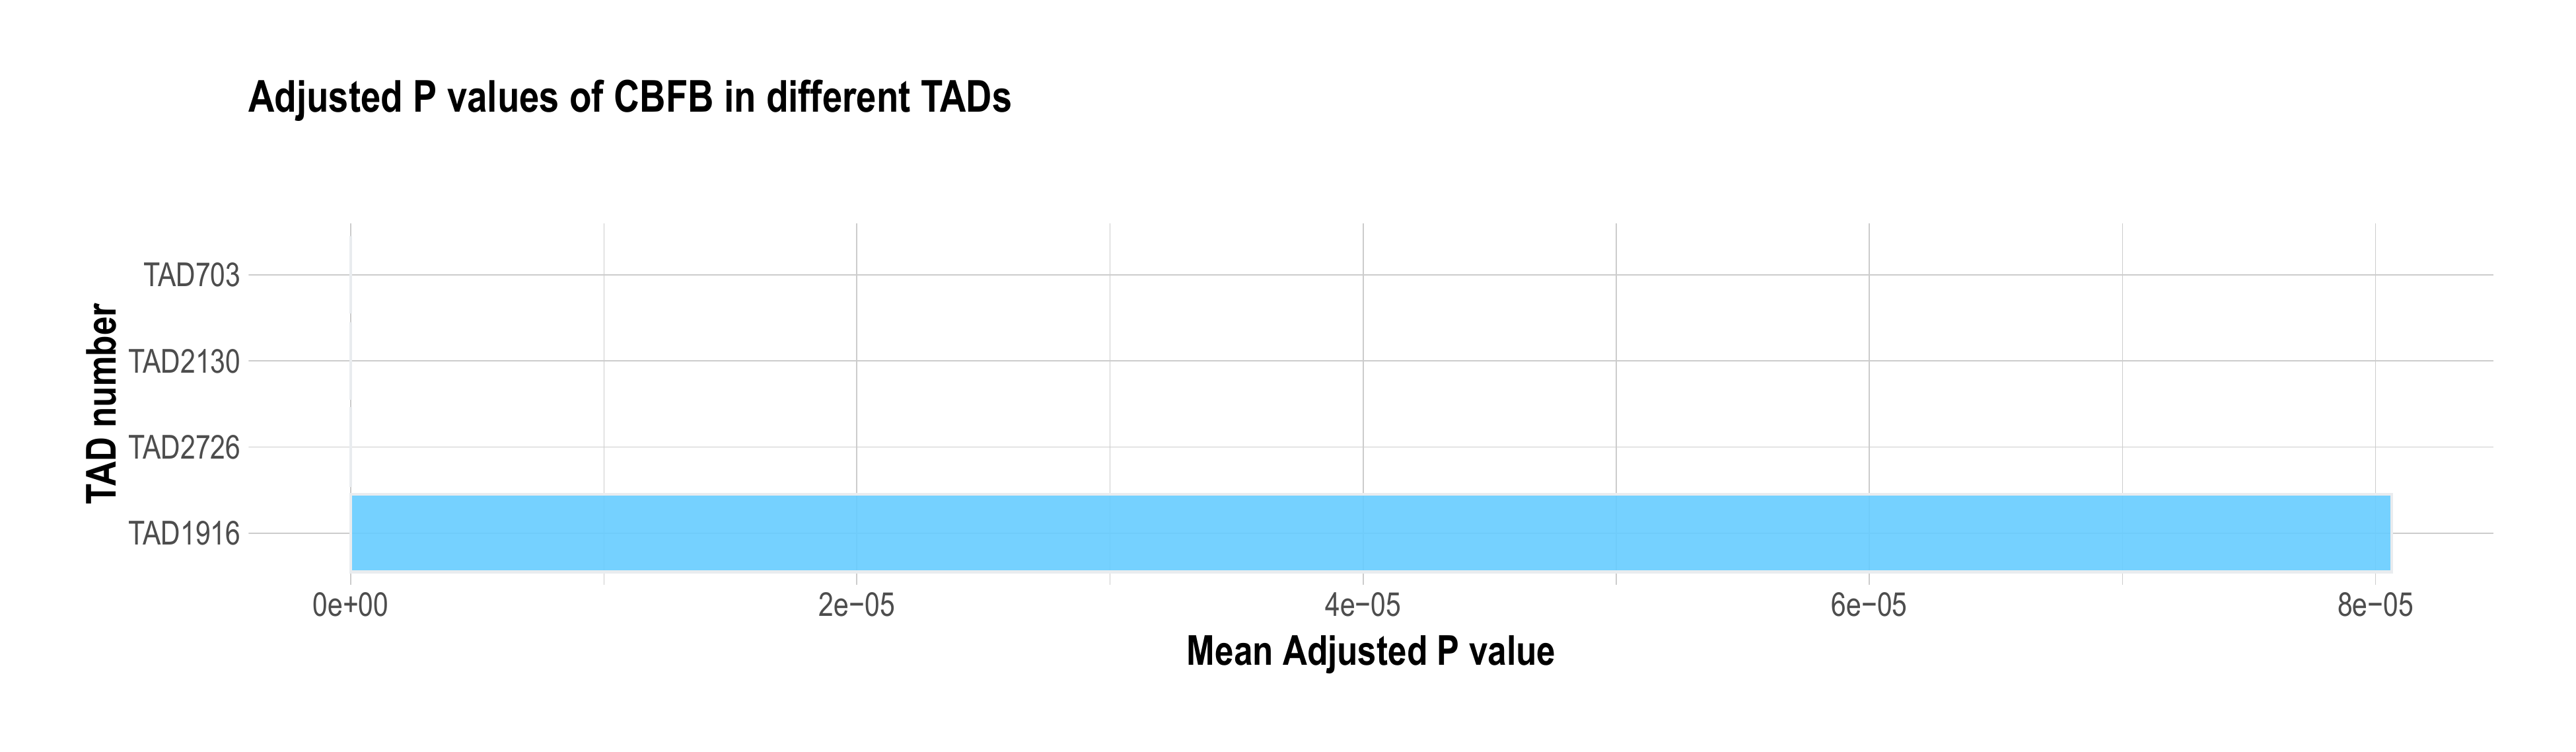 Adjusted P values of CBFB in different TADs
TAD number
TAD703
TAD2130
TAD2726
TAD1916
0e+00 2e−05 4e−05 6e−05 8e−05
Mean Adjusted P value